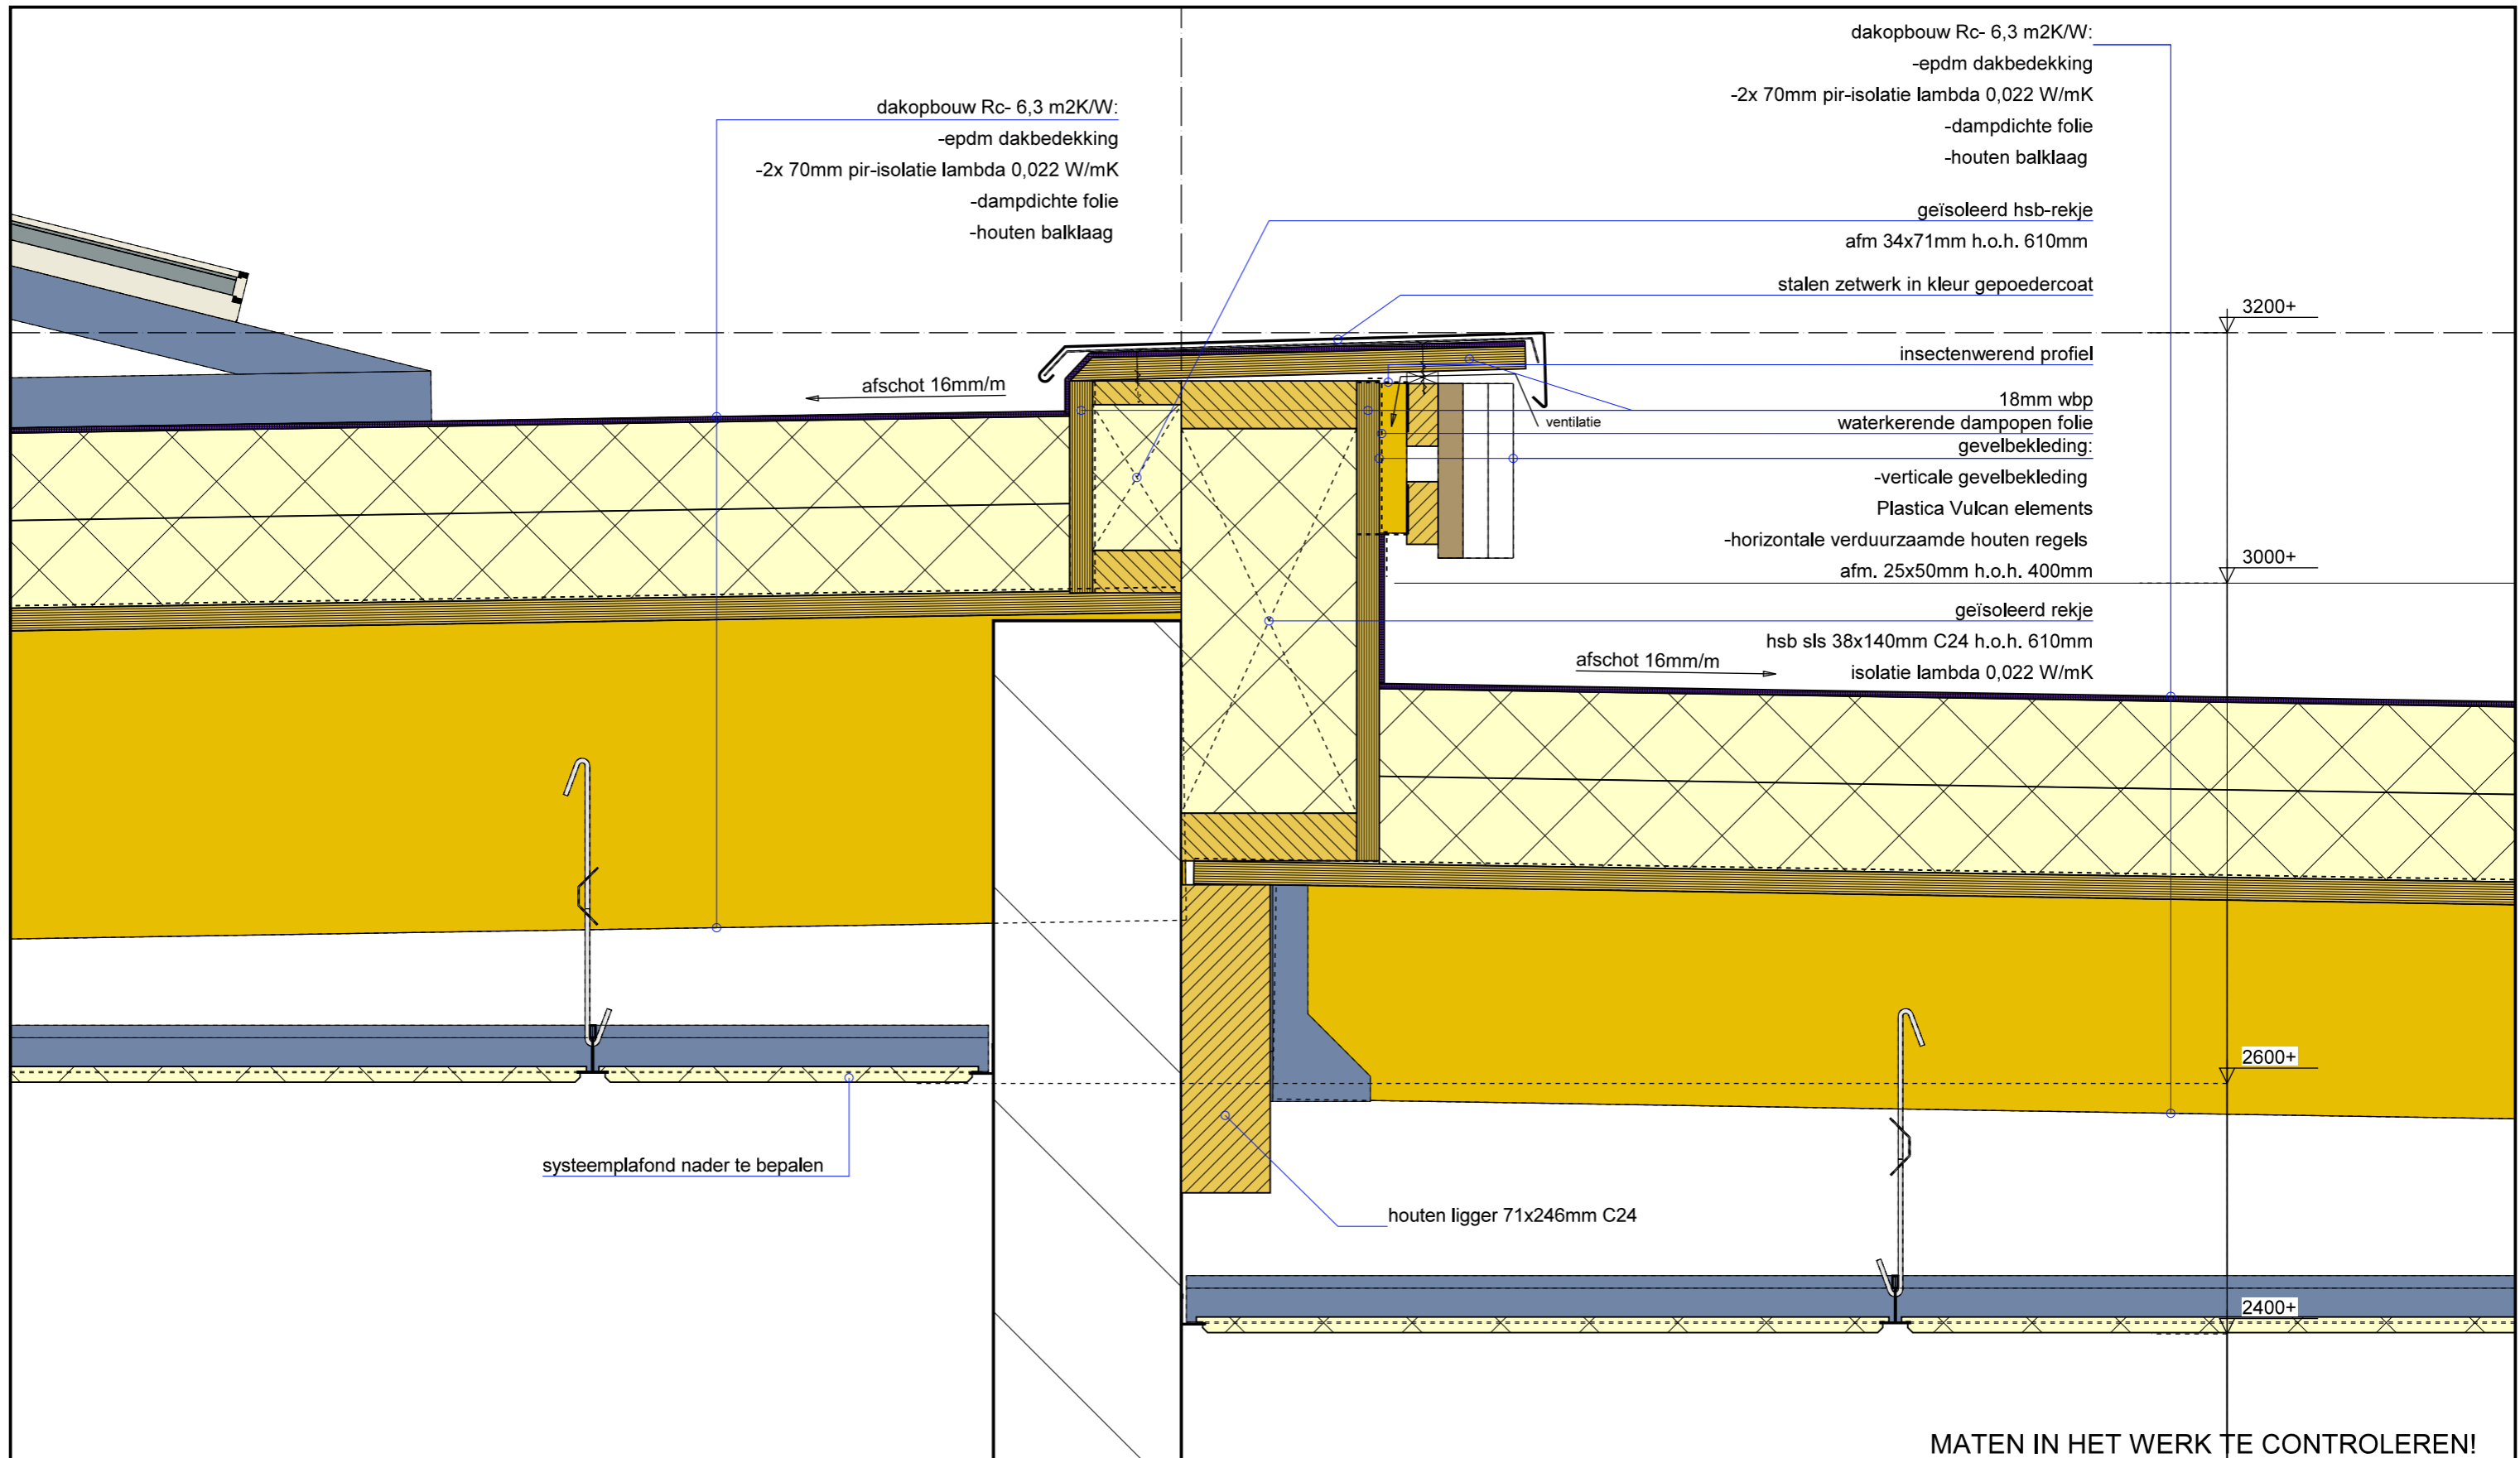 dakopbouw Rc- 6,3 m2K/W:
-epdm dakbedekking
-2x 70mm pir-isolatie lambda 0,022 W/mK
-dampdichte folie
-houten balklaag
dakopbouw Rc- 6,3 m2K/W:
-epdm dakbedekking
-2x 70mm pir-isolatie lambda 0,022 W/mK
-dampdichte folie
-houten balklaag
geïsoleerd hsb-rekje
afm 34x71mm h.o.h. 610mm
stalen zetwerk in kleur gepoedercoat
3200+
insectenwerend profiel
afschot 16mm/m
18mm wbp
ventilatie
waterkerende dampopen folie
gevelbekleding:
-verticale gevelbekleding
Plastica Vulcan elements
-horizontale verduurzaamde houten regels
afm. 25x50mm h.o.h. 400mm
3000+
geïsoleerd rekje
hsb sls 38x140mm C24 h.o.h. 610mm
isolatie lambda 0,022 W/mK
afschot 16mm/m
2600+
systeemplafond nader te bepalen
houten ligger 71x246mm C24
2400+
MATEN IN HET WERK TE CONTROLEREN!